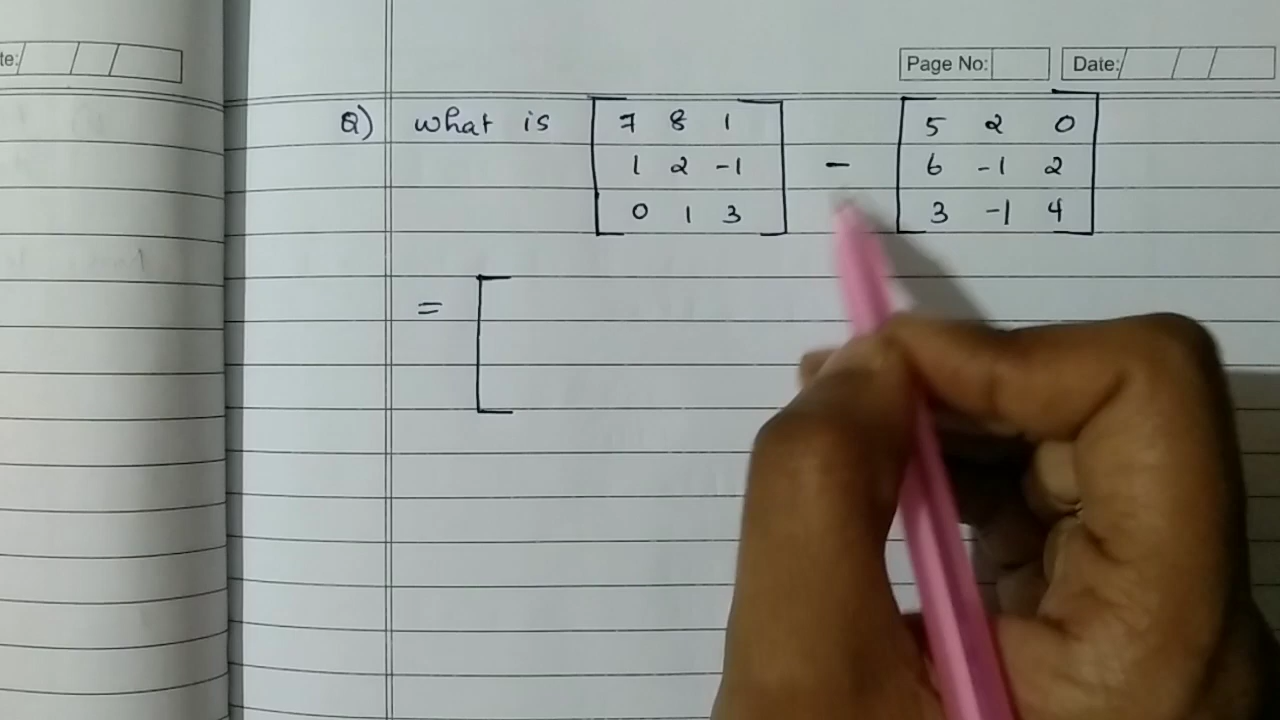 te: / /
Page No: Date: / /
Q) what is [7 8 1 - [5 2 0
1 2 -1 6 -1 2
0 1 3] 3 -1 4]
= [